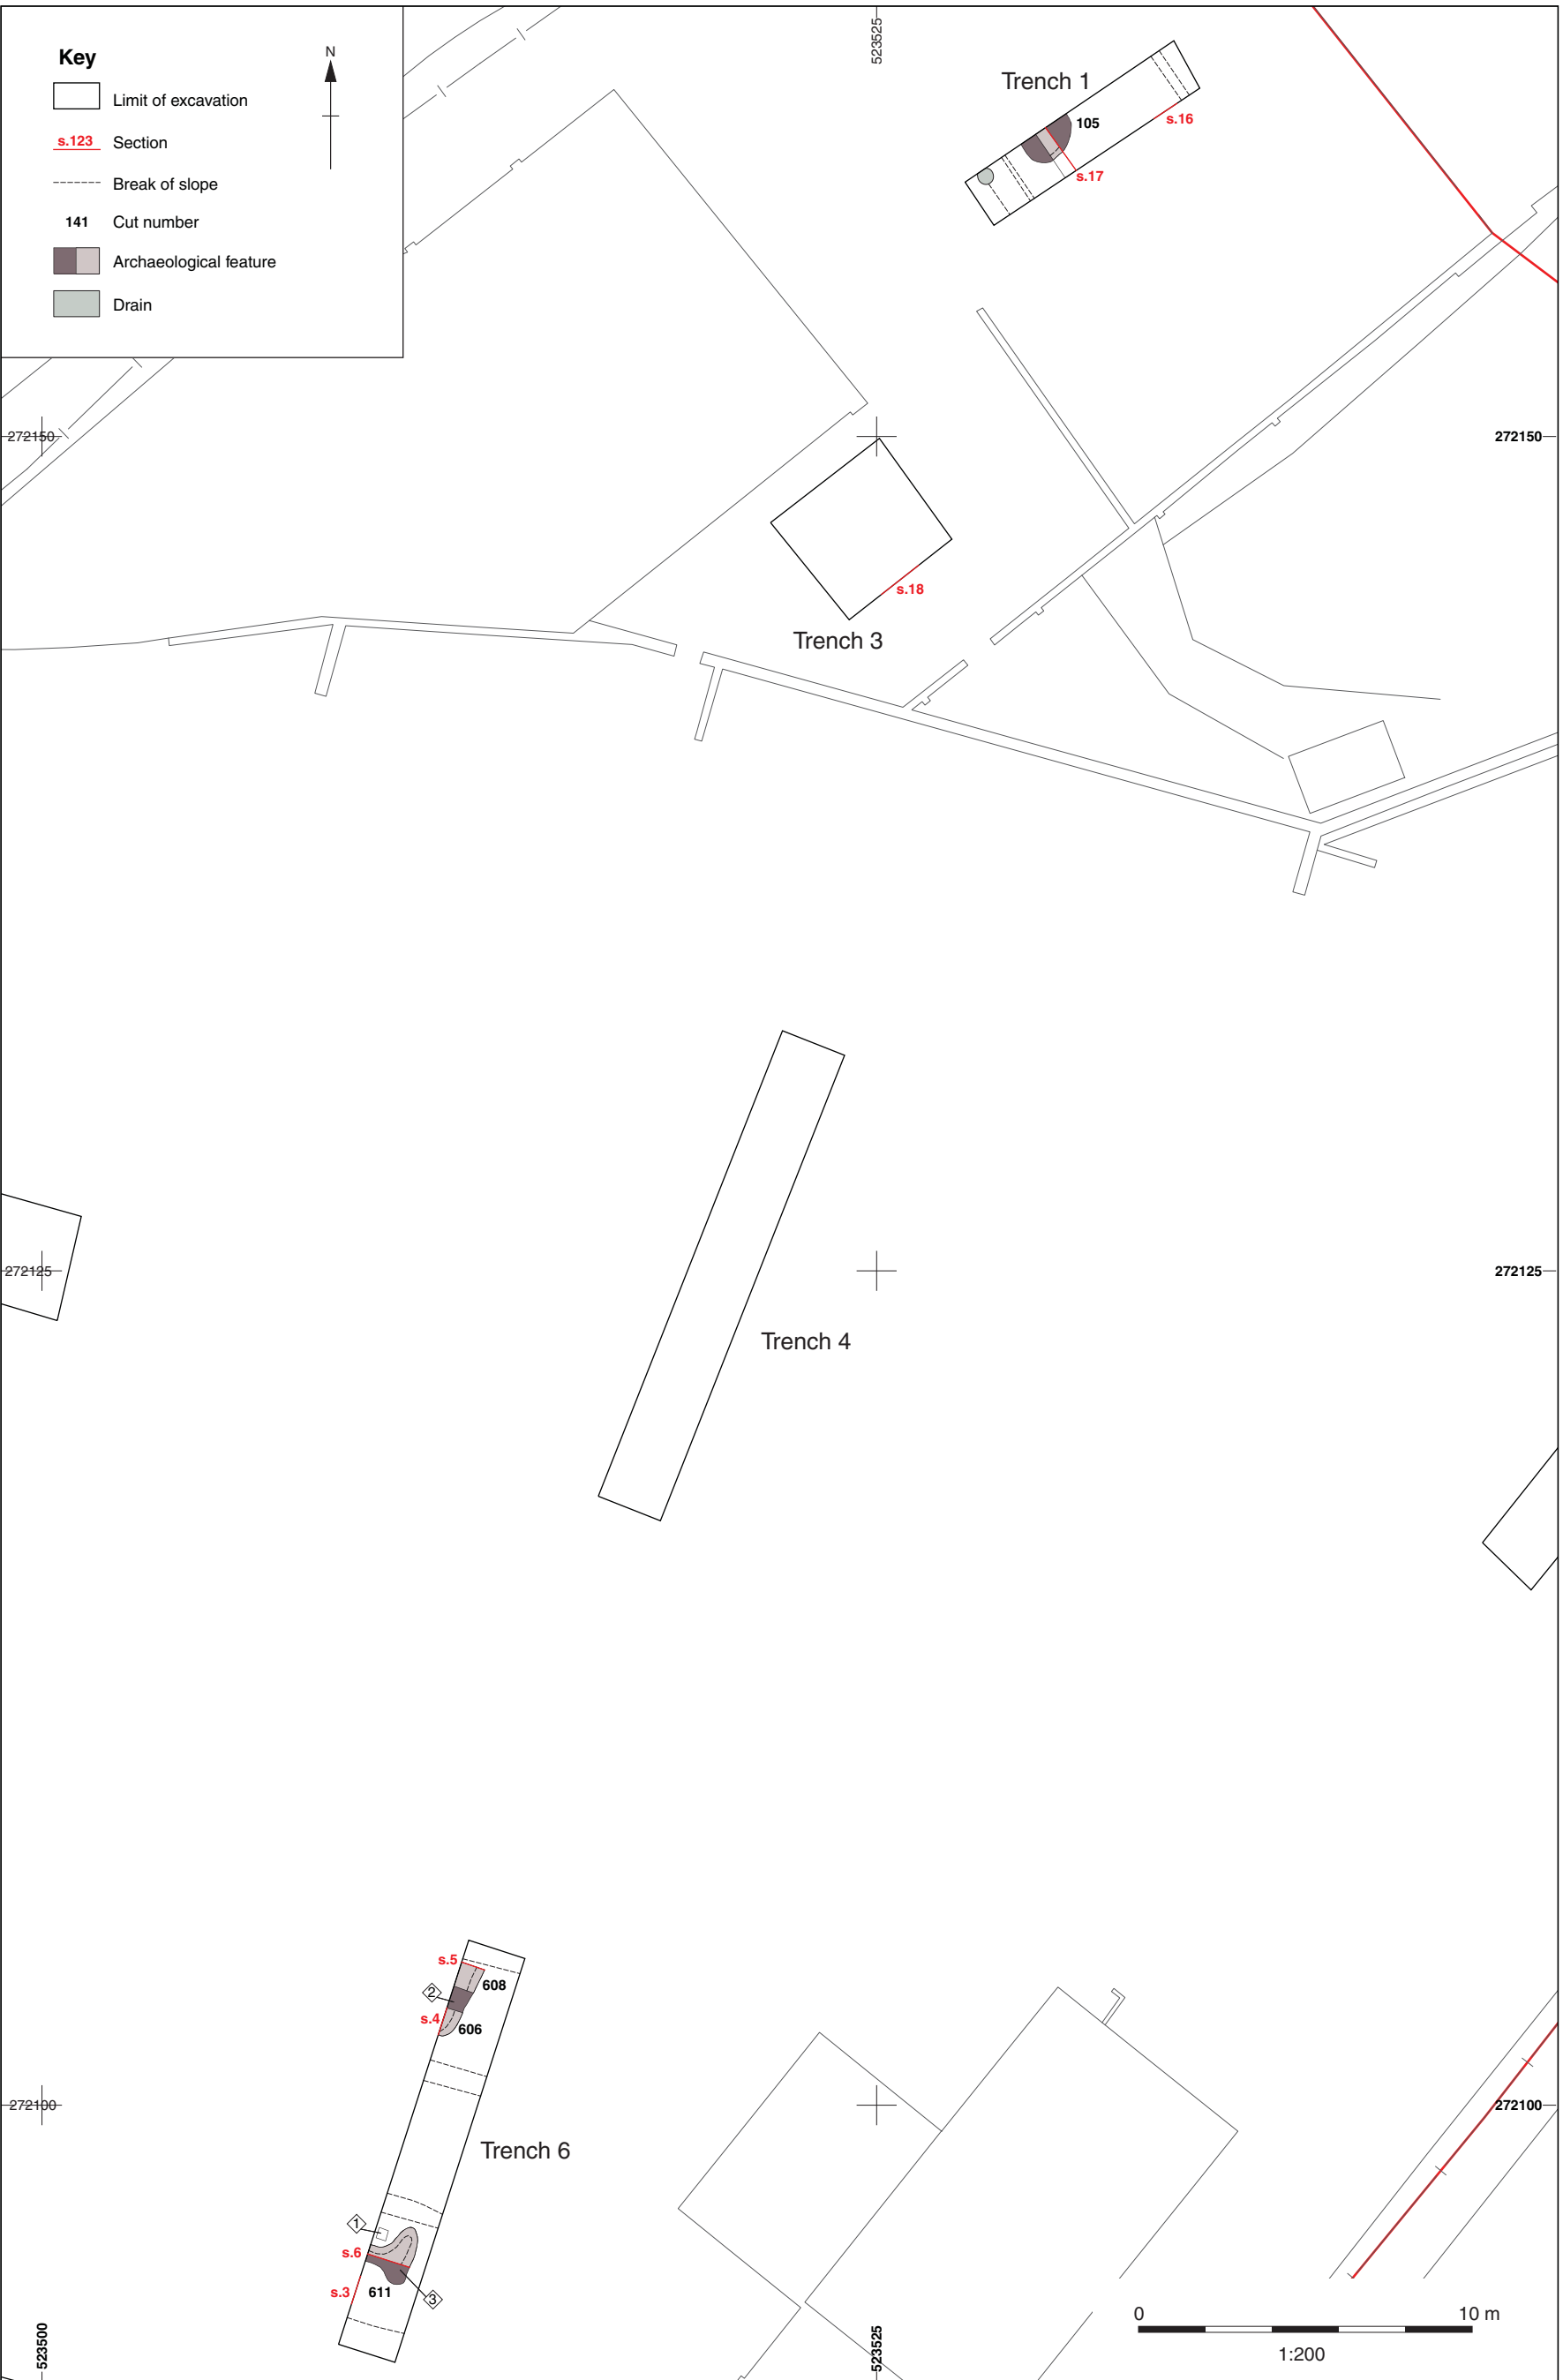 Key
N
Limit of excavation
s.123 Section
Break of slope
141 Cut number
Archaeological feature
Drain
523525
Trench 1
105
s.16
s.17
272150
272150
s.18
Trench 3
272125
272125
Trench 4
s.5
608
2
s.4
606
272100
272100
Trench 6
1
s.6
s.3
611
3
523500
523525
0 10 m
1:200